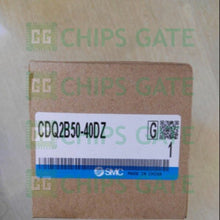 CHIPS GATE
CDQ2B50-40DZ
G
1
SMC
MADE IN CHINA
CHIPS GATE